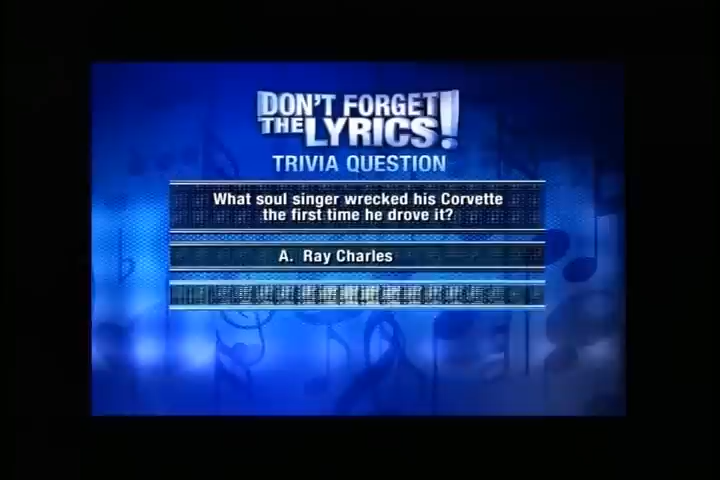 DON'T FORGET
THE LYRICS!
TRIVIA QUESTION
What soul singer wrecked his Corvette
the first time he drove it?
A. Ray Charles